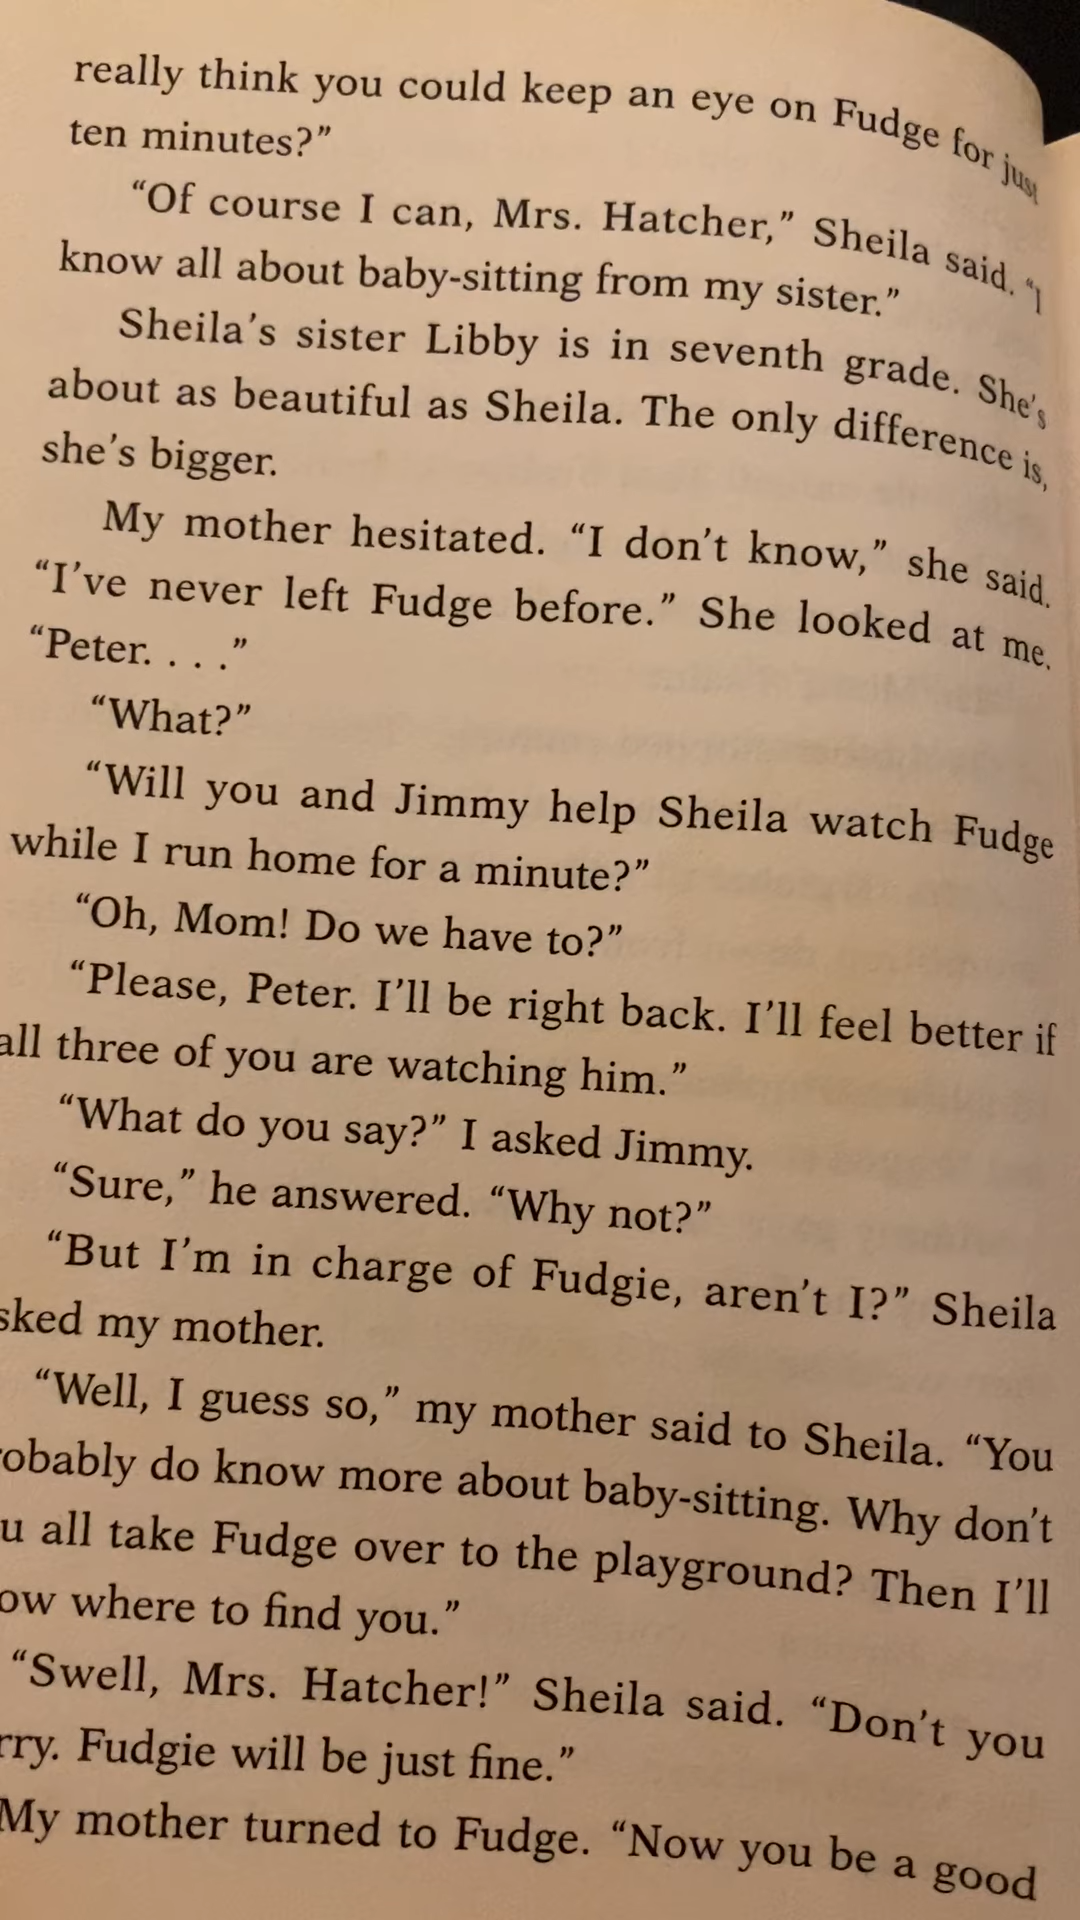 really think you could keep an eye on Fudge for just
ten minutes?”
“Of course I can, Mrs. Hatcher,” Sheila said. “I
know all about baby-sitting from my sister.”
Sheila’s sister Libby is in seventh grade. She’s
about as beautiful as Sheila. The only difference is,
she’s bigger.
My mother hesitated. “I don’t know,” she said.
“I’ve never left Fudge before.” She looked at me.
“Peter. . . .”
“What?”
“Will you and Jimmy help Sheila watch Fudge
while I run home for a minute?”
“Oh, Mom! Do we have to?”
“Please, Peter. I’ll be right back. I’ll feel better if
all three of you are watching him.”
“What do you say?” I asked Jimmy.
“Sure,” he answered. “Why not?”
“But I’m in charge of Fudgie, aren’t I?” Sheila
sked my mother.
“Well, I guess so,” my mother said to Sheila. “You
obably do know more about baby-sitting. Why don’t
u all take Fudge over to the playground? Then I’ll
ow where to find you.”
“Swell, Mrs. Hatcher!” Sheila said. “Don’t you
rry. Fudgie will be just fine.”
My mother turned to Fudge. “Now you be a good